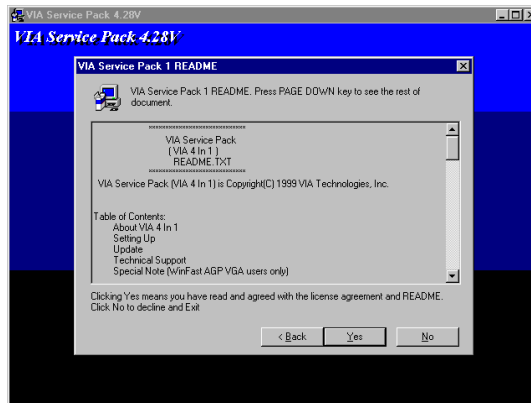 VIA Service Pack 4.28V
VIA Service Pack 4.28V
VIA Service Pack 1 README
VIA Service Pack 1 README. Press PAGE DOWN key to see the rest of
document.
VIA Service Pack
( VIA 4 In 1 )
README.TXT
VIA Service Pack (VIA 4 In 1) is Copyright(C) 1999 VIA Technologies, Inc.
Table of Contents:
About VIA 4 In 1
Setting Up
Update
Technical Support
Special Note (WinFast AGP VGA users only)
Clicking Yes means you have read and agreed with the license agreement and README.
Click No to decline and Exit
< Back
Yes
No